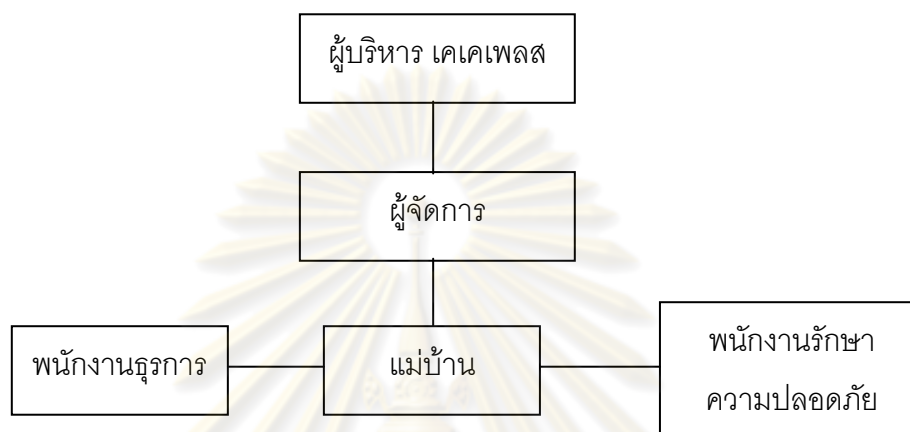 ผู้บริหาร เคเคเพลส
ผู้จัดการ
พนักงานธุรการ
แม่บ้าน
พนักงานรักษา
ความปลอดภัย